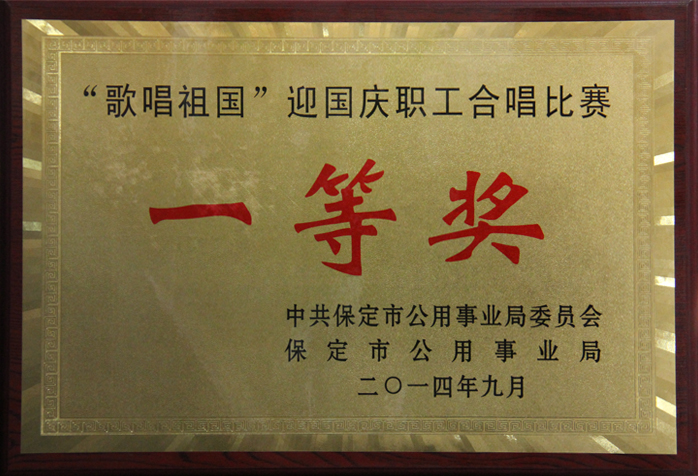 “歌唱祖国”迎国庆职工合唱比赛
一等奖
中共保定市公用事业局委员会
保定市公用事业局
二〇一四年九月